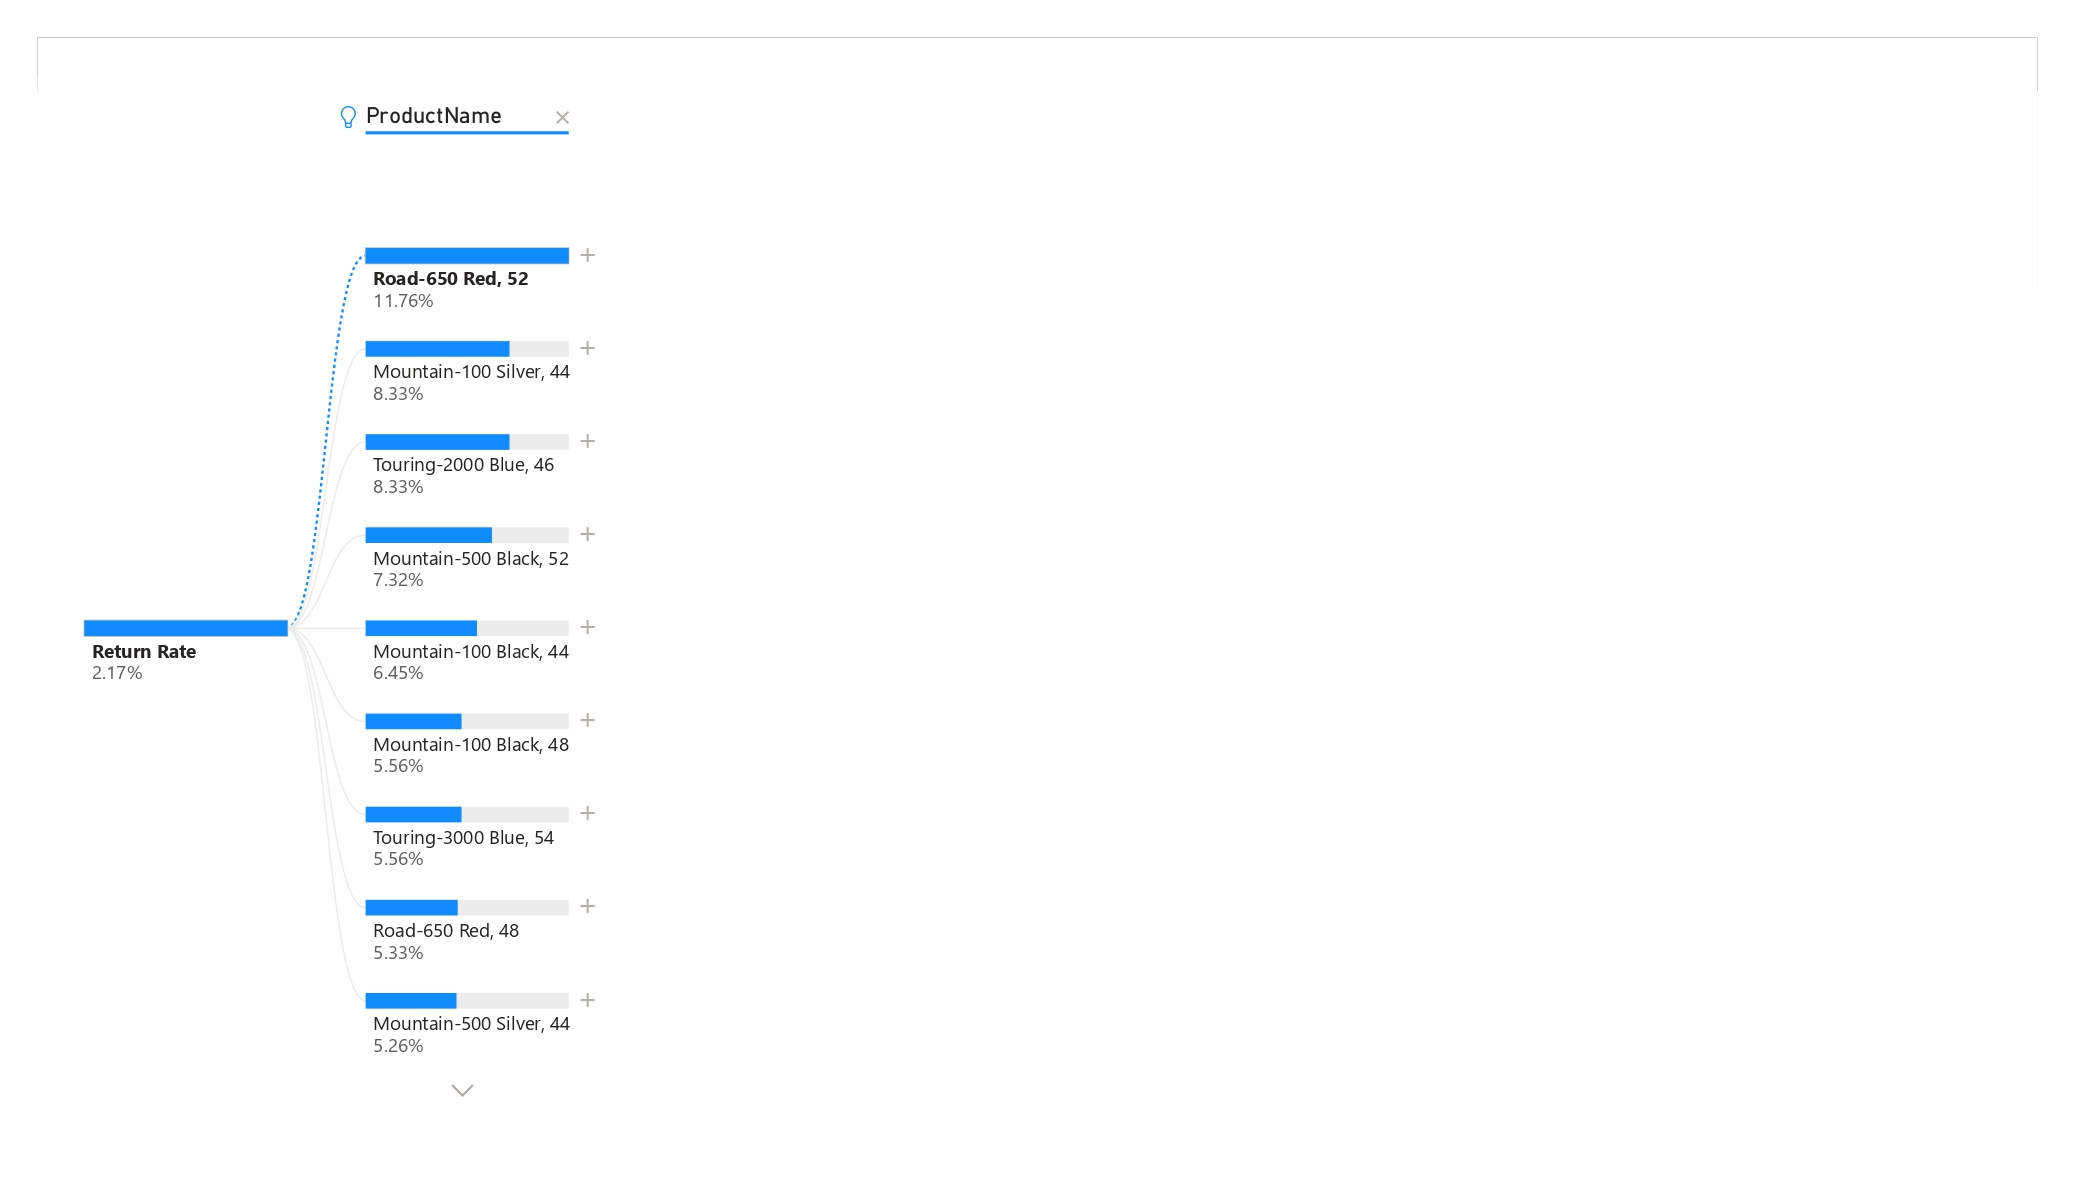 ProductName
Road-650 Red, 52
11.76%
Mountain-100 Silver, 44
8.33%
Touring-2000 Blue, 46
8.33%
Mountain-500 Black, 52
7.32%
Return Rate
2.17%
Mountain-100 Black, 44
6.45%
Mountain-100 Black, 48
5.56%
Touring-3000 Blue, 54
5.56%
Road-650 Red, 48
5.33%
Mountain-500 Silver, 44
5.26%